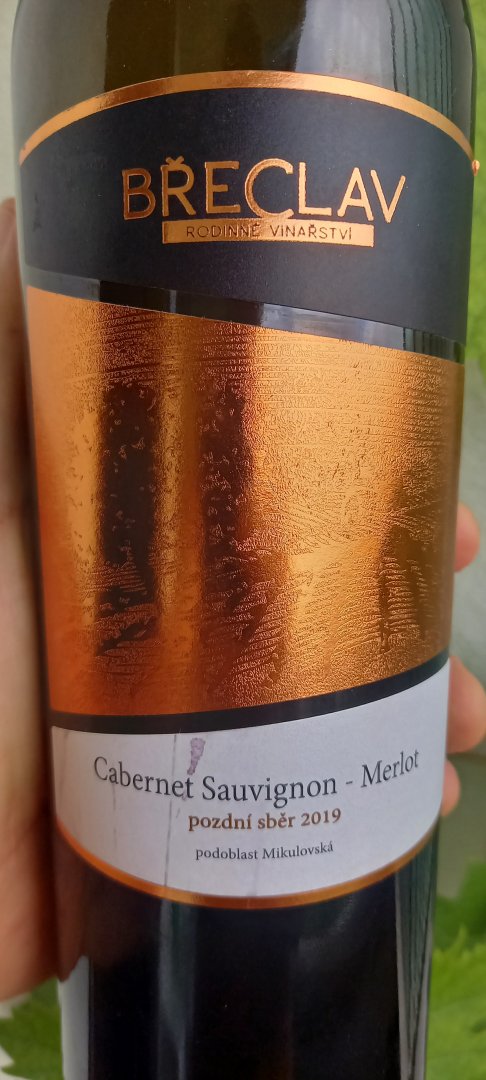 BŘECLAV
RODINNÉ VINAŘSTVÍ
Cabernet Sauvignon - Merlot
pozdní sběr 2019
podoblast Mikulovská